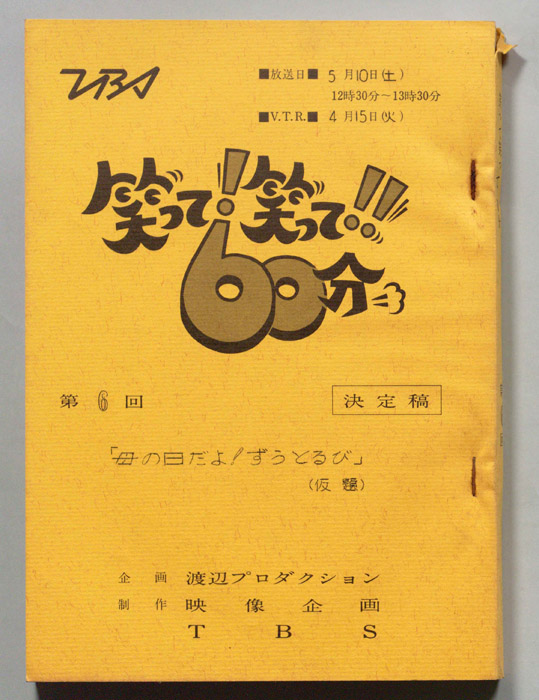 TBS
■放送日■ 5月10日(土)
12時30分～13時30分
■V.T.R.■ 4月15日(火)
笑って!笑って!!
60分
第6回
決定稿
「母の日だよ!ずうとるび」
(仮題)
企画 渡辺プロダクション
制作 映像企画
TBS